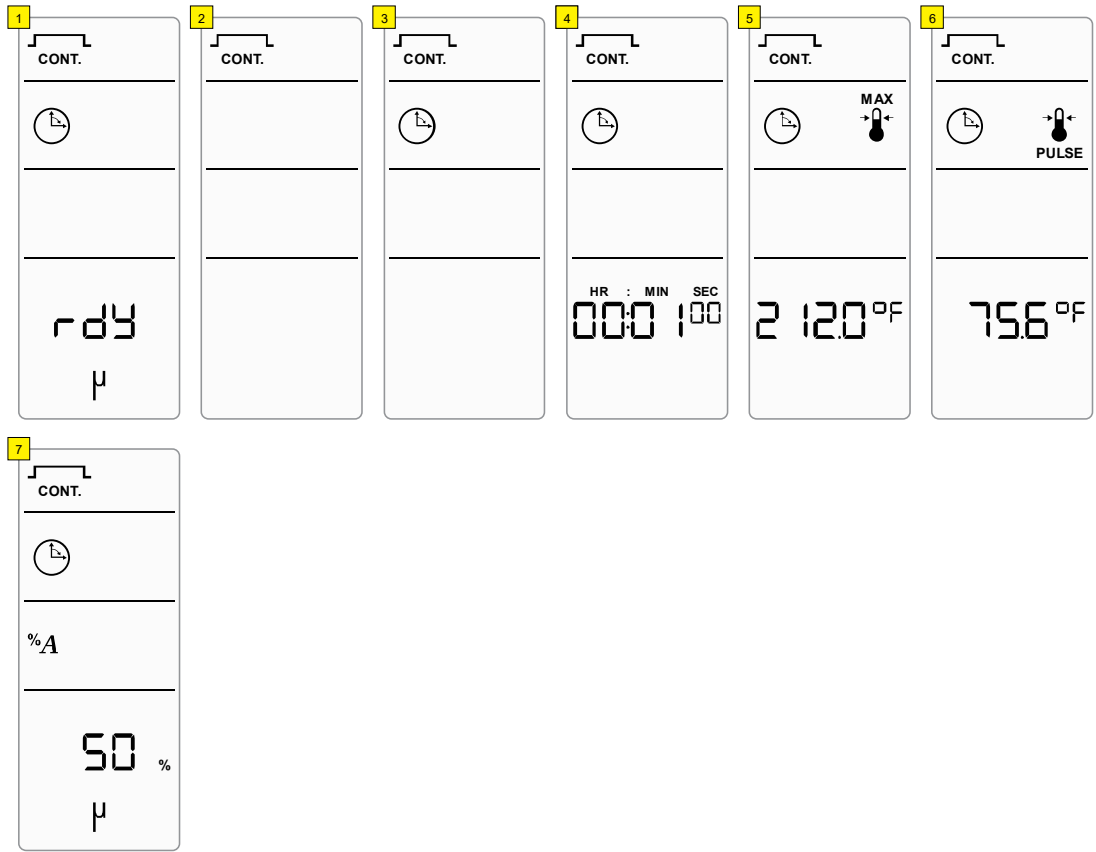 1
CONT.
rdY
μ
2
CONT.
3
CONT.
4
CONT.
HR : MIN SEC
00:01 00
5
CONT.
MAX
212.0 °F
6
CONT.
PULSE
75.6 °F
7
CONT.
%A
50 %
μ